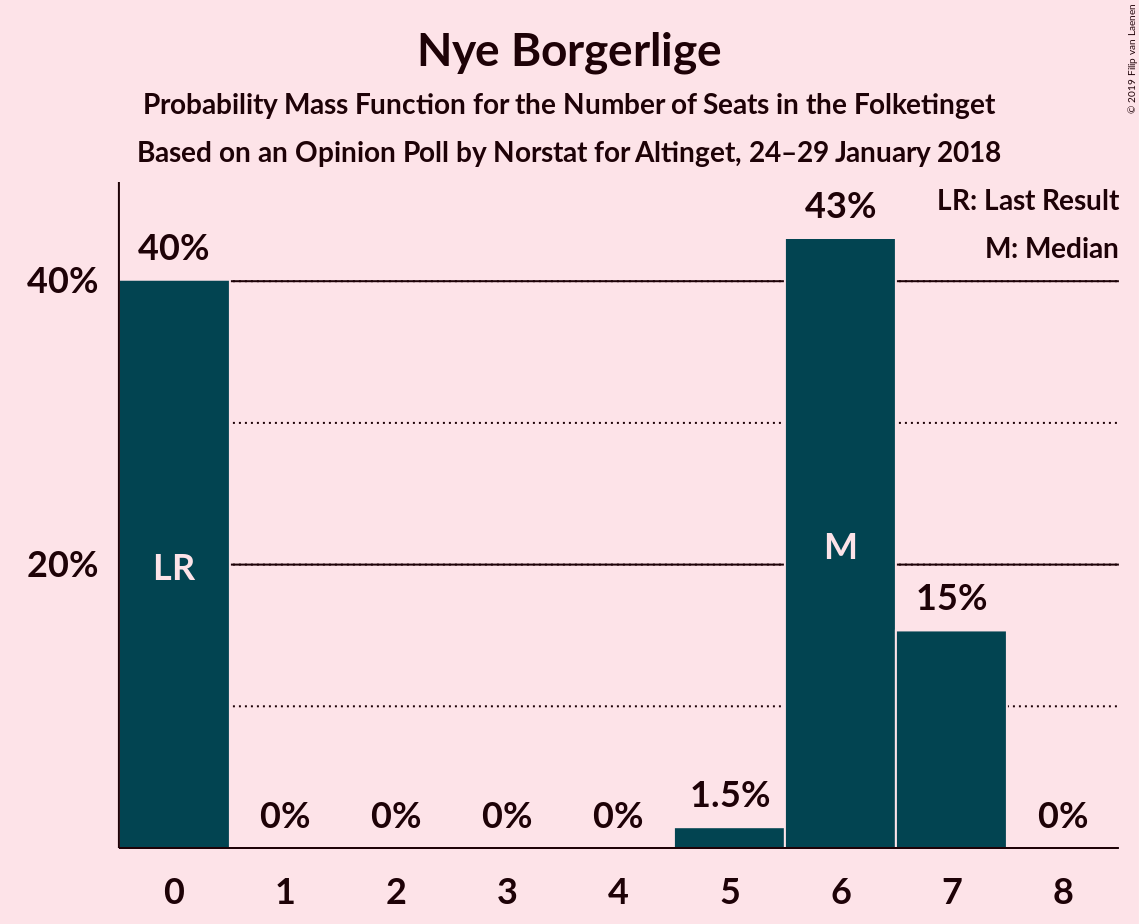 Nye Borgerlige
Probability Mass Function for the Number of Seats in the Folketinget
Based on an Opinion Poll by Norstat for Altinget, 24–29 January 2018
© 2019 Filip van Laenen
LR: Last Result
M: Median
40%
20%
40%
0%
0%
0%
0%
1.5%
43%
15%
0%
LR
M
0 1 2 3 4 5 6 7 8